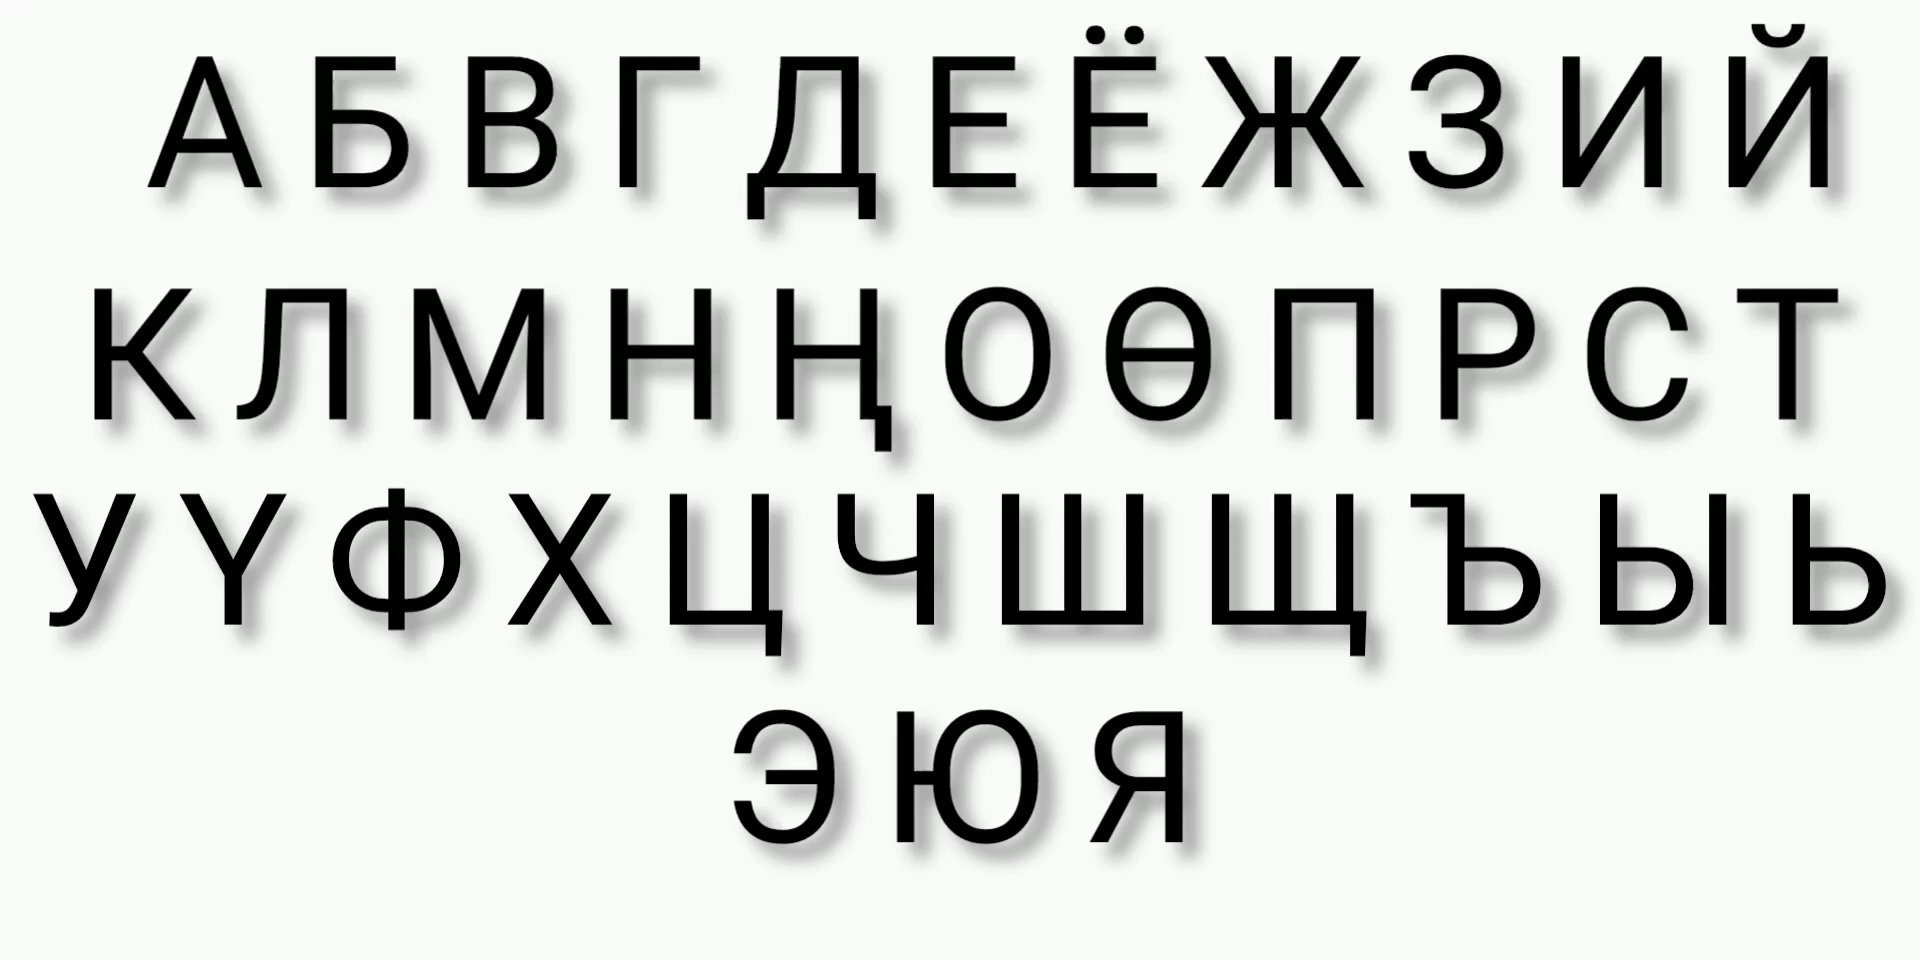 А Б В Г Д Е Ё Ж З И Й
К Л М Н Ң О Ө П Р С Т
У Ү Ф Х Ц Ч Ш Щ Ъ Ы Ь
Э Ю Я